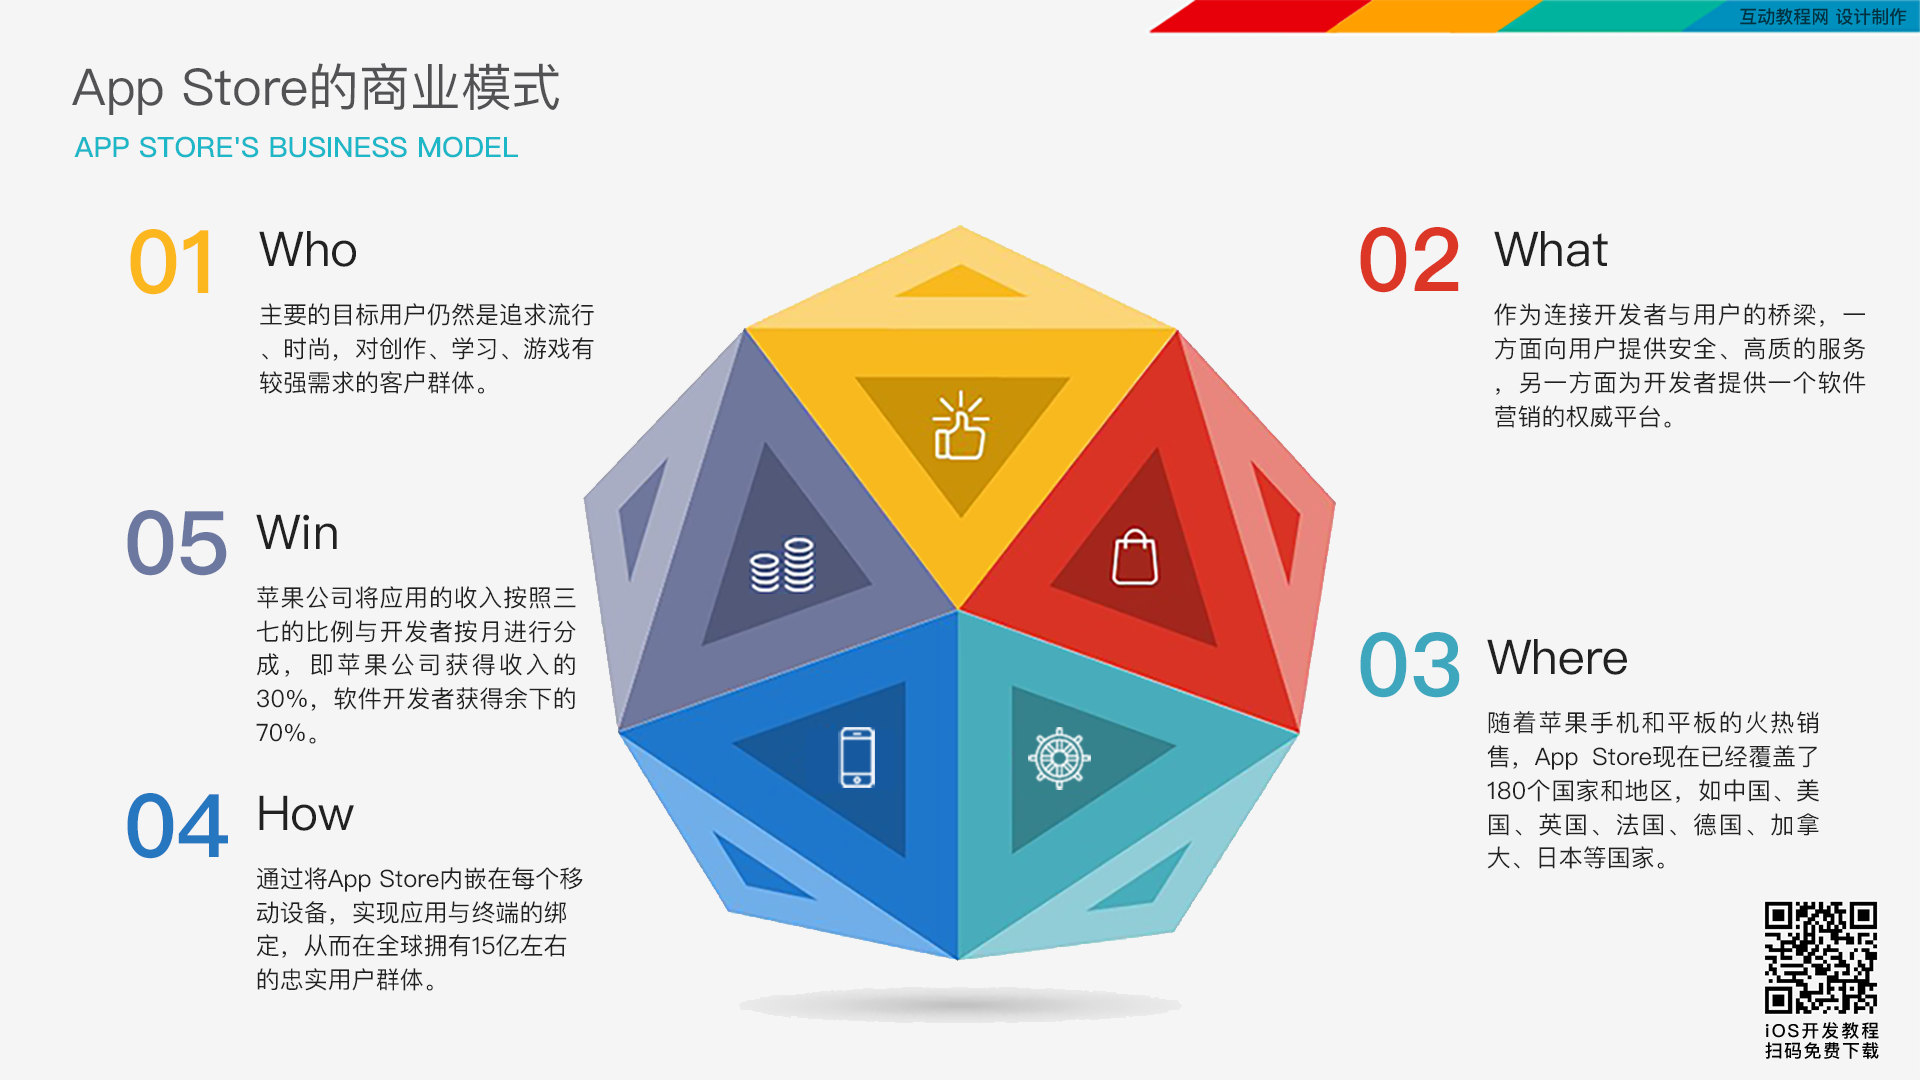 互动教程网 设计制作
App Store的商业模式
APP STORE'S BUSINESS MODEL
01
Who
主要的目标用户仍然是追求流行
、时尚，对创作、学习、游戏有
较强需求的客户群体。
02
What
作为连接开发者与用户的桥梁，一
方面向用户提供安全、高质的服务
，另一方面为开发者提供一个软件
营销的权威平台。
05
Win
苹果公司将应用的收入按照三
七的比例与开发者按月进行分
成，即苹果公司获得收入的
30%，软件开发者获得余下的
70%。
03
Where
随着苹果手机和平板的火热销
售，App Store现在已经覆盖了
180个国家和地区，如中国、美
国、英国、法国、德国、加拿
大、日本等国家。
04
How
通过将App Store内嵌在每个移
动设备，实现应用与终端的绑
定，从而在全球拥有15亿左右
的忠实用户群体。
iOS开发教程
扫码免费下载